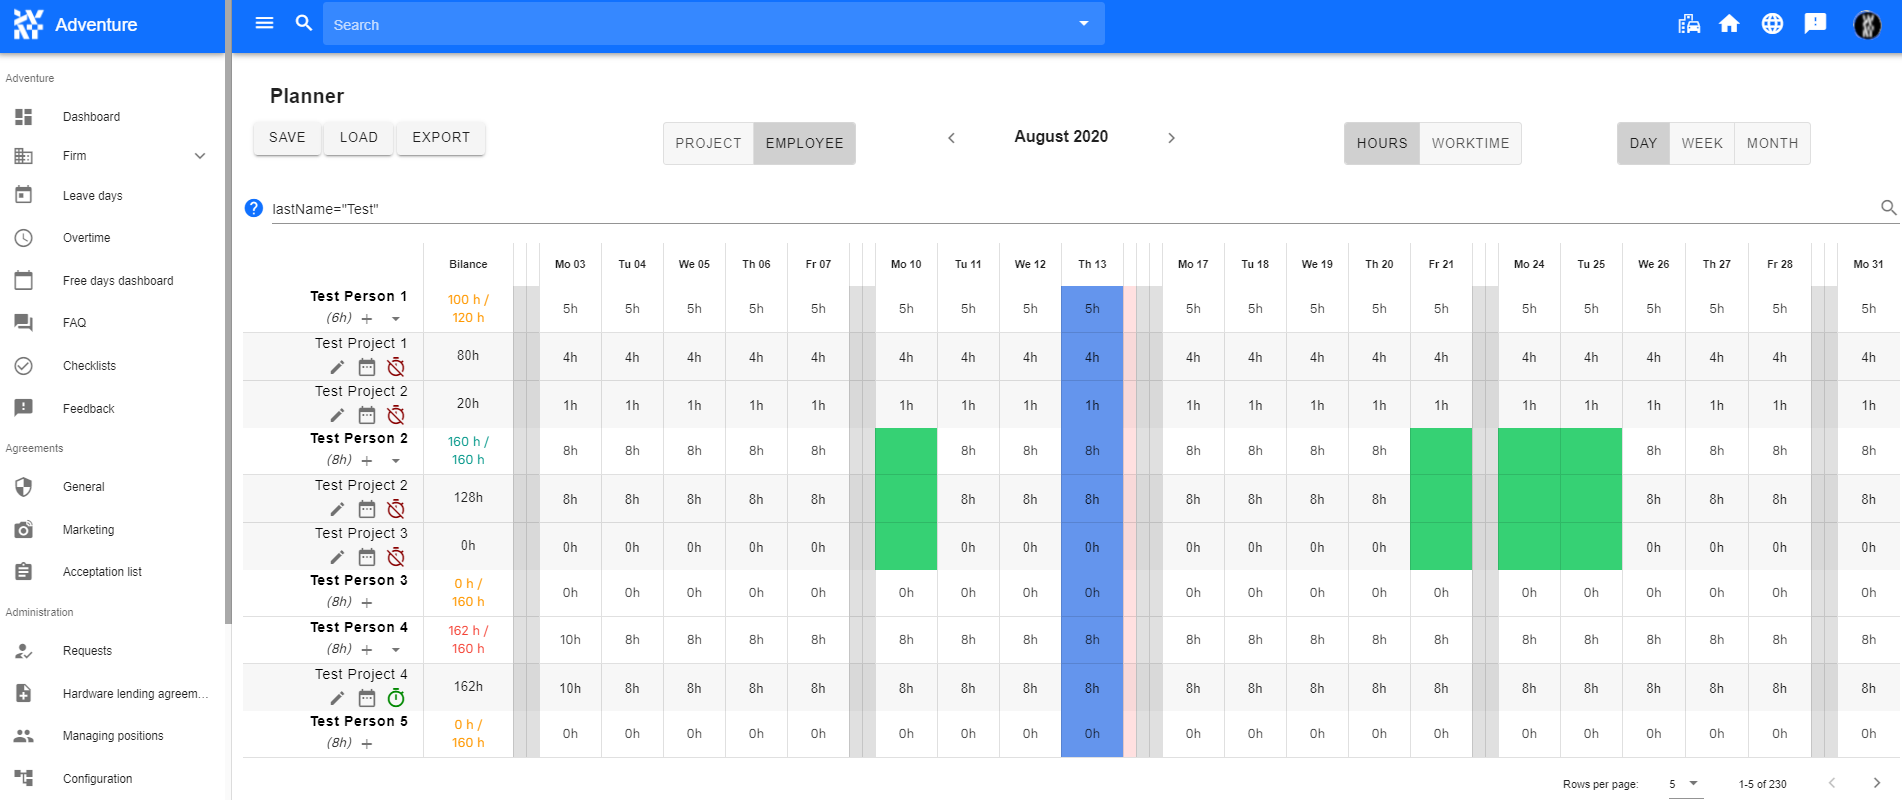 Adventure
Search
Adventure
Dashboard
Firm
Leave days
Overtime
Free days dashboard
FAQ
Checklists
Feedback
Agreements
General
Marketing
Acceptation list
Administration
Requests
Hardware lending agreem...
Managing positions
Configuration
Planner
SAVE LOAD EXPORT PROJECT EMPLOYEE August 2020 HOURS WORKTIME DAY WEEK MONTH
? lastName="Test"
Bilance Mo 03 Tu 04 We 05 Th 06 Fr 07 Mo 10 Tu 11 We 12 Th 13 Mo 17 Tu 18 We 19 Th 20 Fr 21 Mo 24 Tu 25 We 26 Th 27 Fr 28 Mo 31
Test Person 1
(6h) +
100 h /
120 h
5h 5h 5h 5h 5h 5h 5h 5h 5h 5h 5h 5h 5h 5h 5h 5h 5h 5h 5h 5h
Test Project 1
80h 4h 4h 4h 4h 4h 4h 4h 4h 4h 4h 4h 4h 4h 4h 4h 4h 4h 4h 4h 4h
Test Project 2
20h 1h 1h 1h 1h 1h 1h 1h 1h 1h 1h 1h 1h 1h 1h 1h 1h 1h 1h 1h 1h
Test Person 2
(8h) +
160 h /
160 h
8h 8h 8h 8h 8h 8h 8h 8h 8h 8h 8h 8h 8h 8h 8h 8h
Test Project 2
128h 8h 8h 8h 8h 8h 8h 8h 8h 8h 8h 8h 8h 8h 8h 8h 8h
Test Project 3
0h 0h 0h 0h 0h 0h 0h 0h 0h 0h 0h 0h 0h 0h 0h 0h 0h
Test Person 3
(8h) +
0 h /
160 h
0h 0h 0h 0h 0h 0h 0h 0h 0h 0h 0h 0h 0h 0h 0h 0h 0h 0h 0h 0h
Test Person 4
(8h) +
162 h /
160 h
10h 8h 8h 8h 8h 8h 8h 8h 8h 8h 8h 8h 8h 8h 8h 8h 8h 8h 8h 8h
Test Project 4
162h 10h 8h 8h 8h 8h 8h 8h 8h 8h 8h 8h 8h 8h 8h 8h 8h 8h 8h 8h 8h
Test Person 5
(8h) +
0 h /
160 h
0h 0h 0h 0h 0h 0h 0h 0h 0h 0h 0h 0h 0h 0h 0h 0h 0h 0h 0h 0h
Rows per page: 5 1-5 of 230